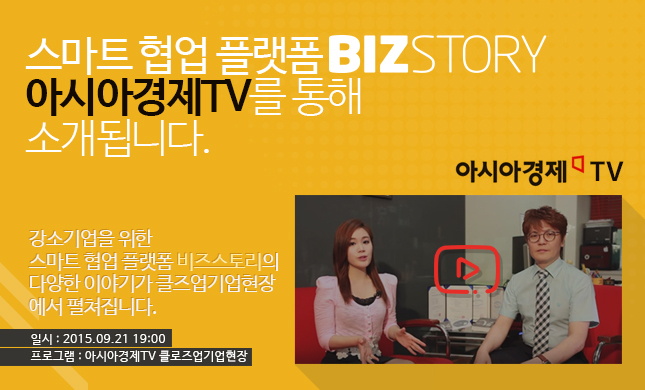 스마트 협업 플랫폼 BIZSTORY
아시아경제TV를 통해
소개됩니다.
아시아경제 TV
강소기업을 위한
스마트 협업 플랫폼 비즈스토리의
다양한 이야기가 클즈업기업현장
에서 펼쳐집니다.
일시 : 2015.09.21 19:00
프로그램 : 아시아경제TV 클로즈업기업현장